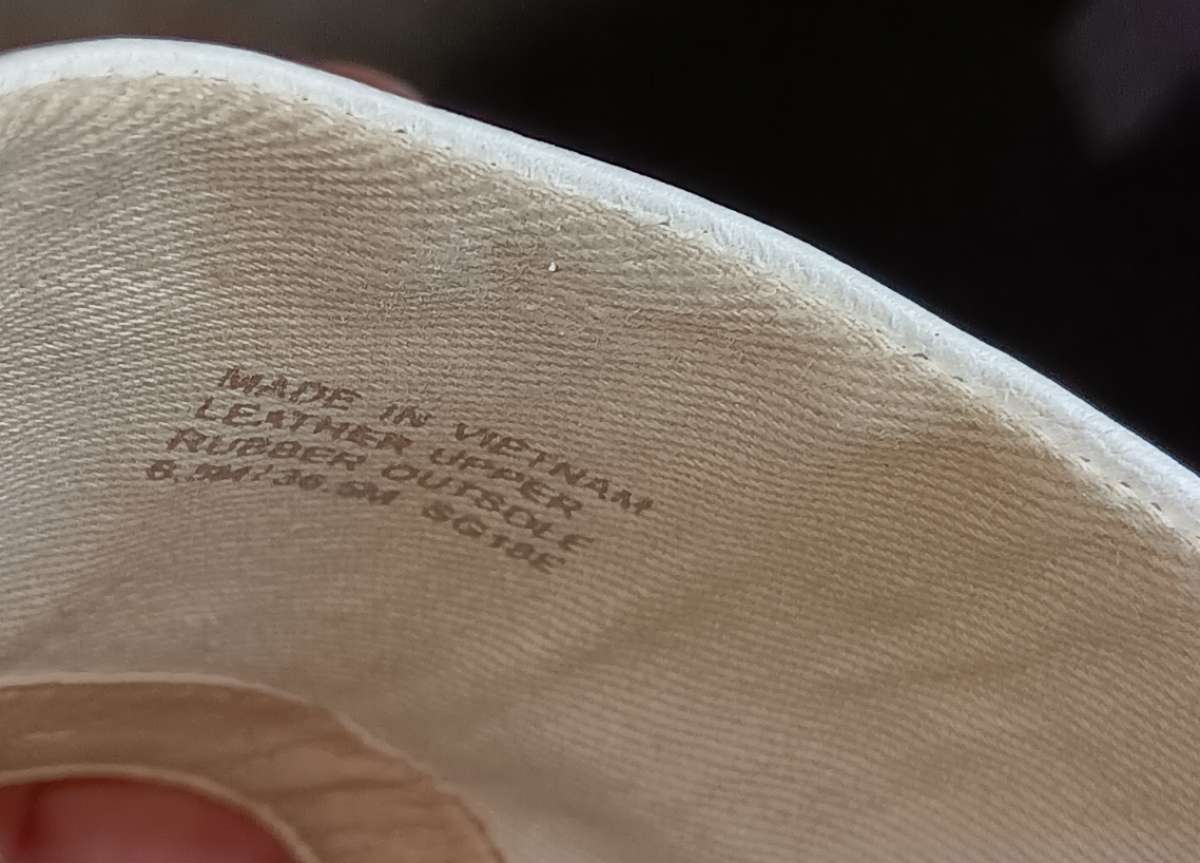 MADE IN VIETNAM
LEATHER UPPER
RUBBER OUTSOLE
6.5M/36.5M SG18E